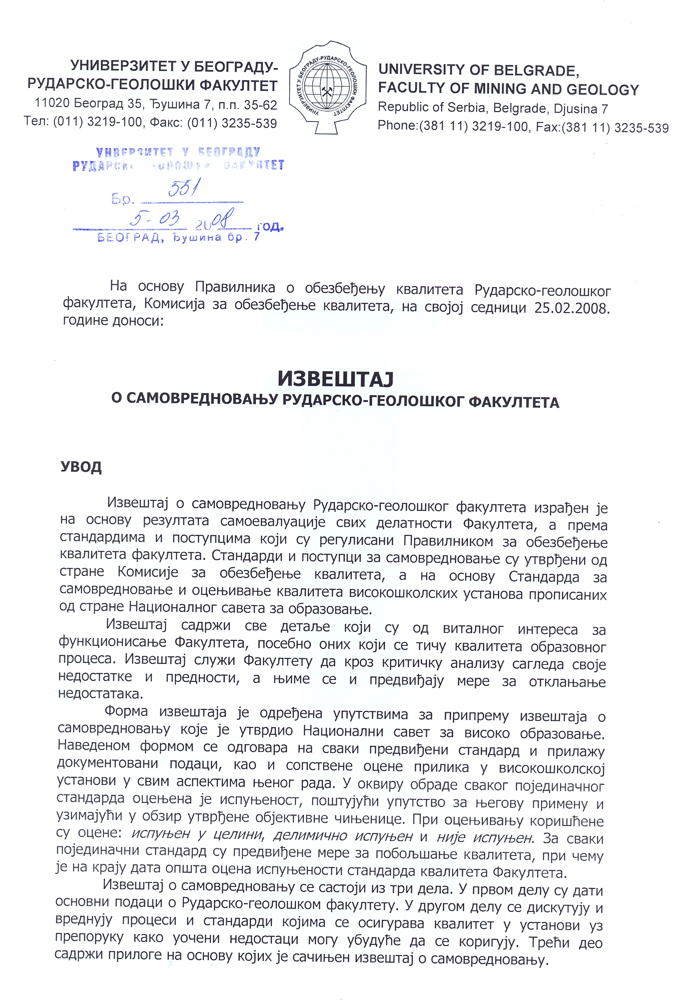 УНИВЕРЗИТЕТ У БЕОГРАДУ-
РУДАРСКО-ГЕОЛОШКИ ФАКУЛТЕТ
11020 Београд 35, Ђушина 7, п.п. 35-62
Тел: (011) 3219-100, Факс: (011) 3235-539
УНИВЕРЗИТЕТ У БЕОГРАДУ-РУДАРСКО-ГЕОЛОШКИ ФАКУЛТЕТ
UNIVERSITY OF BELGRADE,
FACULTY OF MINING AND GEOLOGY
Republic of Serbia, Belgrade, Djusina 7
Phone:(381 11) 3219-100, Fax:(381 11) 3235-539
УНВЕРЗИТЕТ У БЕОГРАДУ
РУДАРСКО ГЕОЛОШКИ ФАКУЛТЕТ
Бр. 551
5-03 2008 год.
БЕОГРАД, Ђушина бр. 7
На основу Правилника о обезбеђењу квалитета Рударско-геолошког
факултета, Комисија за обезбеђење квалитета, на својој седници 25.02.2008.
године доноси:
ИЗВЕШТАЈ
О САМОВРЕДНОВАЊУ РУДАРСКО-ГЕОЛОШКОГ ФАКУЛТЕТА
УВОД
Извештај о самовредновању Рударско-геолошког факултета израђен је
на основу резултата самоевалуације свих делатности Факултета, а према
стандардима и поступцима који су регулисани Правилником за обезбеђење
квалитета факултета. Стандарди и поступци за самовредновање су утврђени од
стране Комисије за обезбеђење квалитета, а на основу Стандарда за
самовредновање и оцењивање квалитета високошколских установа прописаних
од стране Националног савета за образовање.
Извештај садржи све детаље који су од виталног интереса за
функционисање Факултета, посебно оних који се тичу квалитета образовног
процеса. Извештај служи Факултету да кроз критичку анализу сагледа своје
недостатке и предности, а њиме се и предвиђају мере за отклањање
недостатака.
Форма извештаја је одређена упутствима за припрему извештаја о
самовредновању које је утврдио Национални савет за високо образовање.
Наведеном формом се одговара на сваки предвиђени стандард и прилажу
документовани подаци, као и сопствене оцене прилика у високошколској
установи у свим аспектима њеног рада. У оквиру обраде сваког појединачног
стандарда оцењена је испуњеност, поштујући упутство за његову примену и
узимајући у обзир утврђене објективне чињенице. При оцењивању коришћене
су оцене: испуњен у целини, делимично испуњен и није испуњен. За сваки
појединачни стандард су предвиђене мере за побољшање квалитета, при чему
је на крају дата општа оцена испуњености стандарда квалитета Факултета.
Извештај о самовредновању се састоји из три дела. У првом делу су дати
основни подаци о Рударско-геолошком факултету. У другом делу се дискутују и
вреднују процеси и стандарди којима се осигурава квалитет у установи уз
препоруку како уочени недостаци могу убудуће да се коригују. Трећи део
садржи прилоге на основу којих је сачињен извештај о самовредновању.